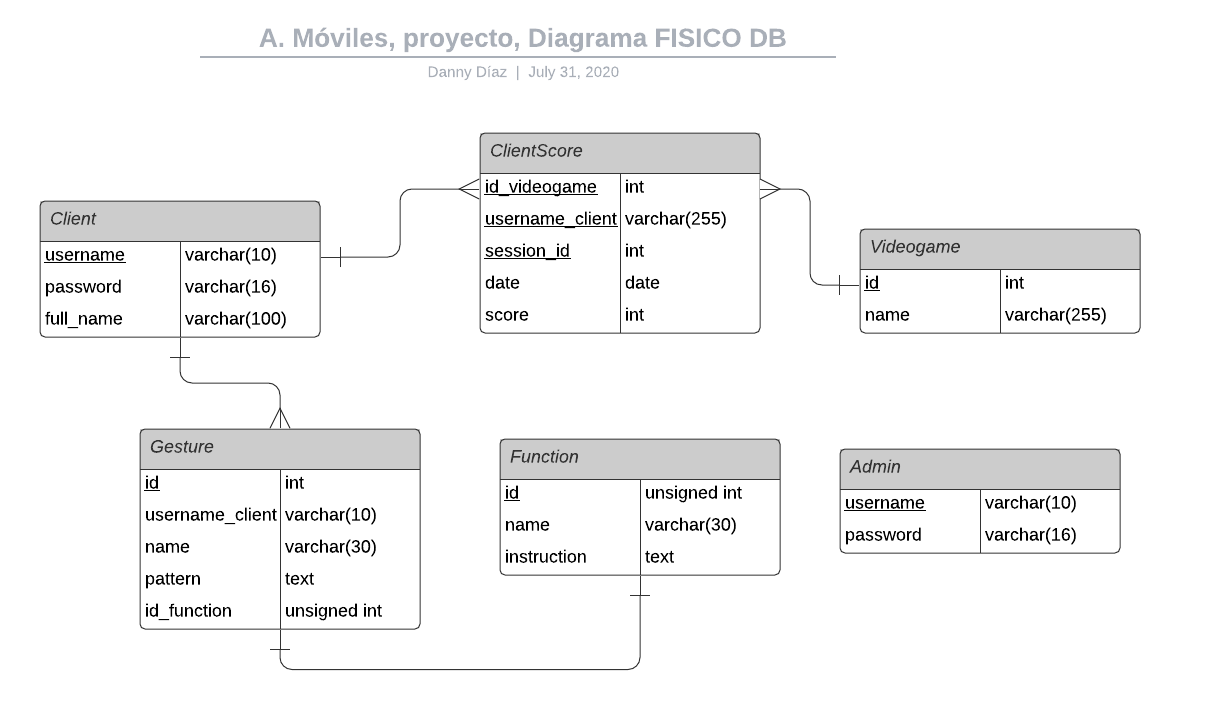 A. Móviles, proyecto, Diagrama FISICO DB
Danny Díaz | July 31, 2020
ClientScore
id_videogame int
username_client varchar(255)
session_id int
date date
score int
Client
username varchar(10)
password varchar(16)
full_name varchar(100)
Videogame
id int
name varchar(255)
Gesture
id int
username_client varchar(10)
name varchar(30)
pattern text
id_function unsigned int
Function
id unsigned int
name varchar(30)
instruction text
Admin
username varchar(10)
password varchar(16)